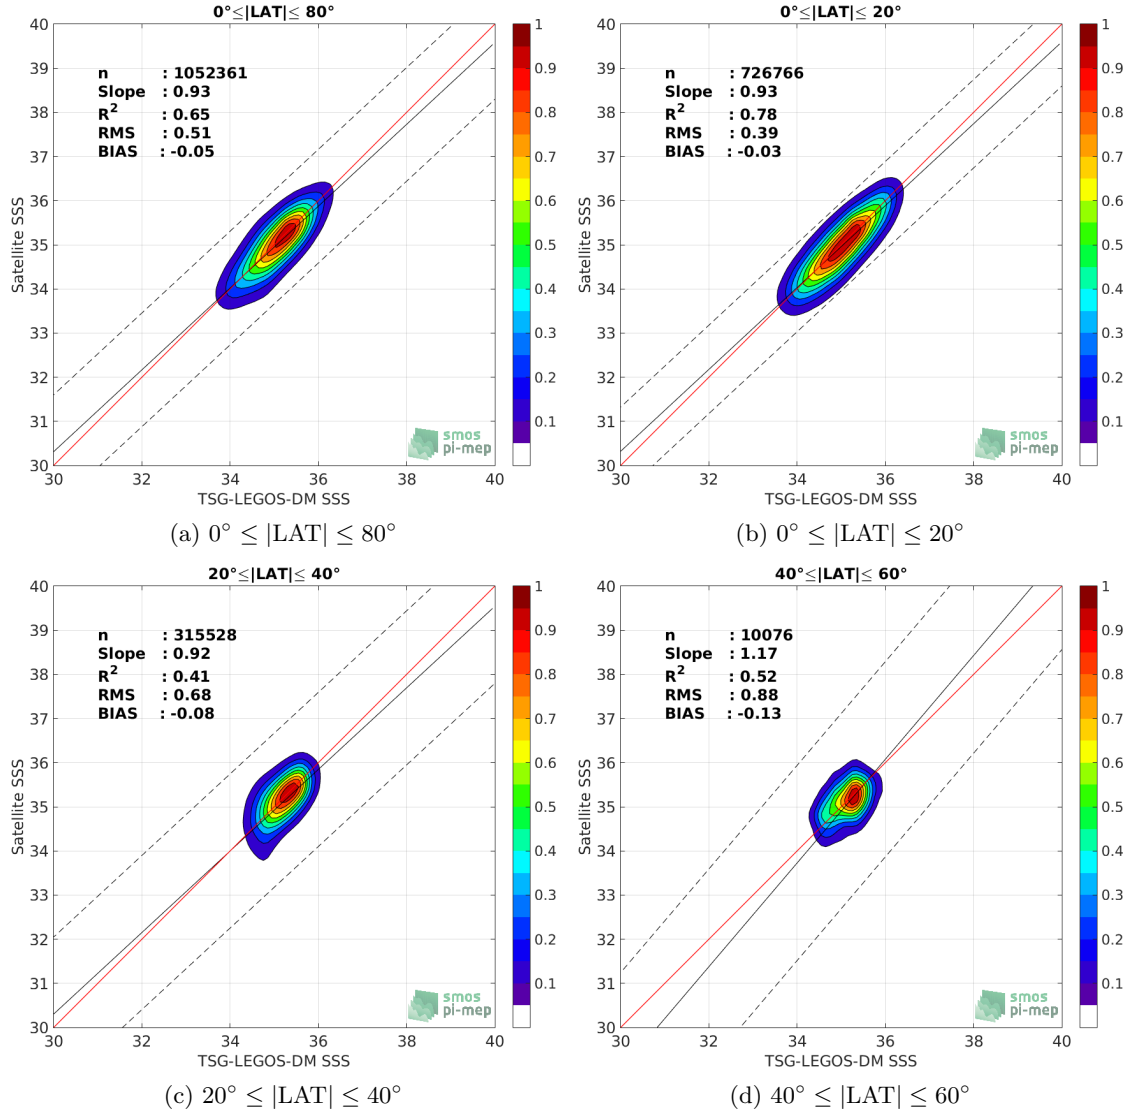 0°≤|LAT|≤ 80°
40
39
38
37
36
35
34
33
32
31
30
Satellite SSS
n : 1052361
Slope : 0.93
R² : 0.65
RMS : 0.51
BIAS : -0.05
smos
pi-mep
30 32 34 36 38 40
TSG-LEGOS-DM SSS
1
0.9
0.8
0.7
0.6
0.5
0.4
0.3
0.2
0.1
(a) 0° ≤ |LAT| ≤ 80°
0°≤|LAT|≤ 20°
40
39
38
37
36
35
34
33
32
31
30
Satellite SSS
n : 726766
Slope : 0.93
R² : 0.78
RMS : 0.39
BIAS : -0.03
smos
pi-mep
30 32 34 36 38 40
TSG-LEGOS-DM SSS
1
0.9
0.8
0.7
0.6
0.5
0.4
0.3
0.2
0.1
(b) 0° ≤ |LAT| ≤ 20°
20°≤|LAT|≤ 40°
40
39
38
37
36
35
34
33
32
31
30
Satellite SSS
n : 315528
Slope : 0.92
R² : 0.41
RMS : 0.68
BIAS : -0.08
smos
pi-mep
30 32 34 36 38 40
TSG-LEGOS-DM SSS
1
0.9
0.8
0.7
0.6
0.5
0.4
0.3
0.2
0.1
(c) 20° ≤ |LAT| ≤ 40°
40°≤|LAT|≤ 60°
40
39
38
37
36
35
34
33
32
31
30
Satellite SSS
n : 10076
Slope : 1.17
R² : 0.52
RMS : 0.88
BIAS : -0.13
smos
pi-mep
30 32 34 36 38 40
TSG-LEGOS-DM SSS
1
0.9
0.8
0.7
0.6
0.5
0.4
0.3
0.2
0.1
(d) 40° ≤ |LAT| ≤ 60°